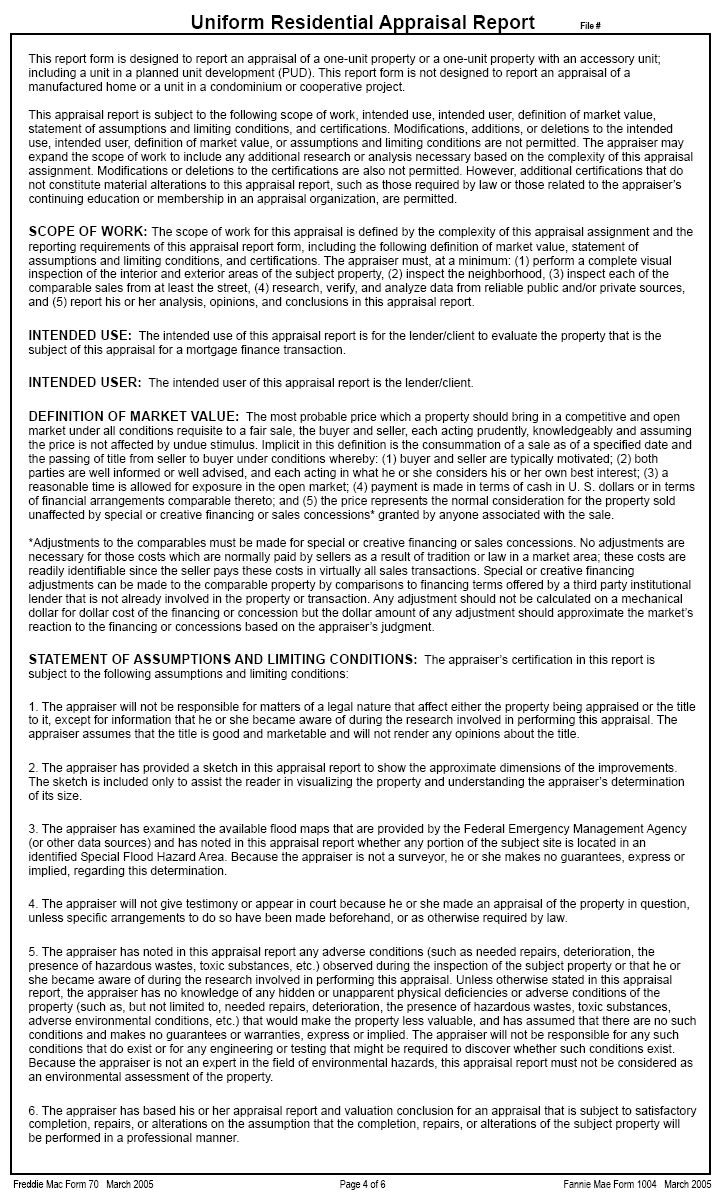 Uniform Residential Appraisal Report File #
This report form is designed to report an appraisal of a one-unit property or a one-unit property with an accessory unit;
including a unit in a planned unit development (PUD). This report form is not designed to report an appraisal of a
manufactured home or a unit in a condominium or cooperative project.
This appraisal report is subject to the following scope of work, intended use, intended user, definition of market value,
statement of assumptions and limiting conditions, and certifications. Modifications, additions, or deletions to the intended
use, intended user, definition of market value, or assumptions and limiting conditions are not permitted. The appraiser may
expand the scope of work to include any additional research or analysis necessary based on the complexity of this appraisal
assignment. Modifications or deletions to the certifications are also not permitted. However, additional certifications that do
not constitute material alterations to this appraisal report, such as those required by law or those related to the appraiser's
continuing education or membership in an appraisal organization, are permitted.
SCOPE OF WORK: The scope of work for this appraisal is defined by the complexity of this appraisal assignment and the
reporting requirements of this appraisal report form, including the following definition of market value, statement of
assumptions and limiting conditions, and certifications. The appraiser must, at a minimum: (1) perform a complete visual
inspection of the interior and exterior areas of the subject property, (2) inspect the neighborhood, (3) inspect each of the
comparable sales from at least the street, (4) research, verify, and analyze data from reliable public and/or private sources,
and (5) report his or her analysis, opinions, and conclusions in this appraisal report.
INTENDED USE: The intended use of this appraisal report is for the lender/client to evaluate the property that is the
subject of this appraisal for a mortgage finance transaction.
INTENDED USER: The intended user of this appraisal report is the lender/client.
DEFINITION OF MARKET VALUE: The most probable price which a property should bring in a competitive and open
market under all conditions requisite to a fair sale, the buyer and seller, each acting prudently, knowledgeably and assuming
the price is not affected by undue stimulus. Implicit in this definition is the consummation of a sale as of a specified date and
the passing of title from seller to buyer under conditions whereby: (1) buyer and seller are typically motivated; (2) both
parties are well informed or well advised, and each acting in what he or she considers his or her own best interest; (3) a
reasonable time is allowed for exposure in the open market; (4) payment is made in terms of cash in U. S. dollars or in terms
of financial arrangements comparable thereto; and (5) the price represents the normal consideration for the property sold
unaffected by special or creative financing or sales concessions* granted by anyone associated with the sale.
*Adjustments to the comparables must be made for special or creative financing or sales concessions. No adjustments are
necessary for those costs which are normally paid by sellers as a result of tradition or law in a market area; these costs are
readily identifiable since the seller pays these costs in virtually all sales transactions. Special or creative financing
adjustments can be made to the comparable property by comparisons to financing terms offered by a third party institutional
lender that is not already involved in the property or transaction. Any adjustment should not be calculated on a mechanical
dollar for dollar cost of the financing or concession but the dollar amount of any adjustment should approximate the market's
reaction to the financing or concessions based on the appraiser's judgment.
STATEMENT OF ASSUMPTIONS AND LIMITING CONDITIONS: The appraiser's certification in this report is
subject to the following assumptions and limiting conditions:
1. The appraiser will not be responsible for matters of a legal nature that affect either the property being appraised or the title
to it, except for information that he or she became aware of during the research involved in performing this appraisal. The
appraiser assumes that the title is good and marketable and will not render any opinions about the title.
2. The appraiser has provided a sketch in this appraisal report to show the approximate dimensions of the improvements.
The sketch is included only to assist the reader in visualizing the property and understanding the appraiser's determination
of its size.
3. The appraiser has examined the available flood maps that are provided by the Federal Emergency Management Agency
(or other data sources) and has noted in this appraisal report whether any portion of the subject site is located in an
identified Special Flood Hazard Area. Because the appraiser is not a surveyor, he or she makes no guarantees, express or
implied, regarding this determination.
4. The appraiser will not give testimony or appear in court because he or she made an appraisal of the property in question,
unless specific arrangements to do so have been made beforehand, or as otherwise required by law.
5. The appraiser has noted in this appraisal report any adverse conditions (such as needed repairs, deterioration, the
presence of hazardous wastes, toxic substances, etc.) observed during the inspection of the subject property or that he or
she became aware of during the research involved in performing this appraisal. Unless otherwise stated in this appraisal
report, the appraiser has no knowledge of any hidden or unapparent physical deficiencies or adverse conditions of the
property (such as, but not limited to, needed repairs, deterioration, the presence of hazardous wastes, toxic substances,
adverse environmental conditions, etc.) that would make the property less valuable, and has assumed that there are no such
conditions and makes no guarantees or warranties, express or implied. The appraiser will not be responsible for any such
conditions that do exist or for any engineering or testing that might be required to discover whether such conditions exist.
Because the appraiser is not an expert in the field of environmental hazards, this appraisal report must not be considered as
an environmental assessment of the property.
6. The appraiser has based his or her appraisal report and valuation conclusion for an appraisal that is subject to satisfactory
completion, repairs, or alterations on the assumption that the completion, repairs, or alterations of the subject property will
be performed in a professional manner.
Freddie Mac Form 70 March 2005 Page 4 of 6 Fannie Mae Form 1004 March 2005